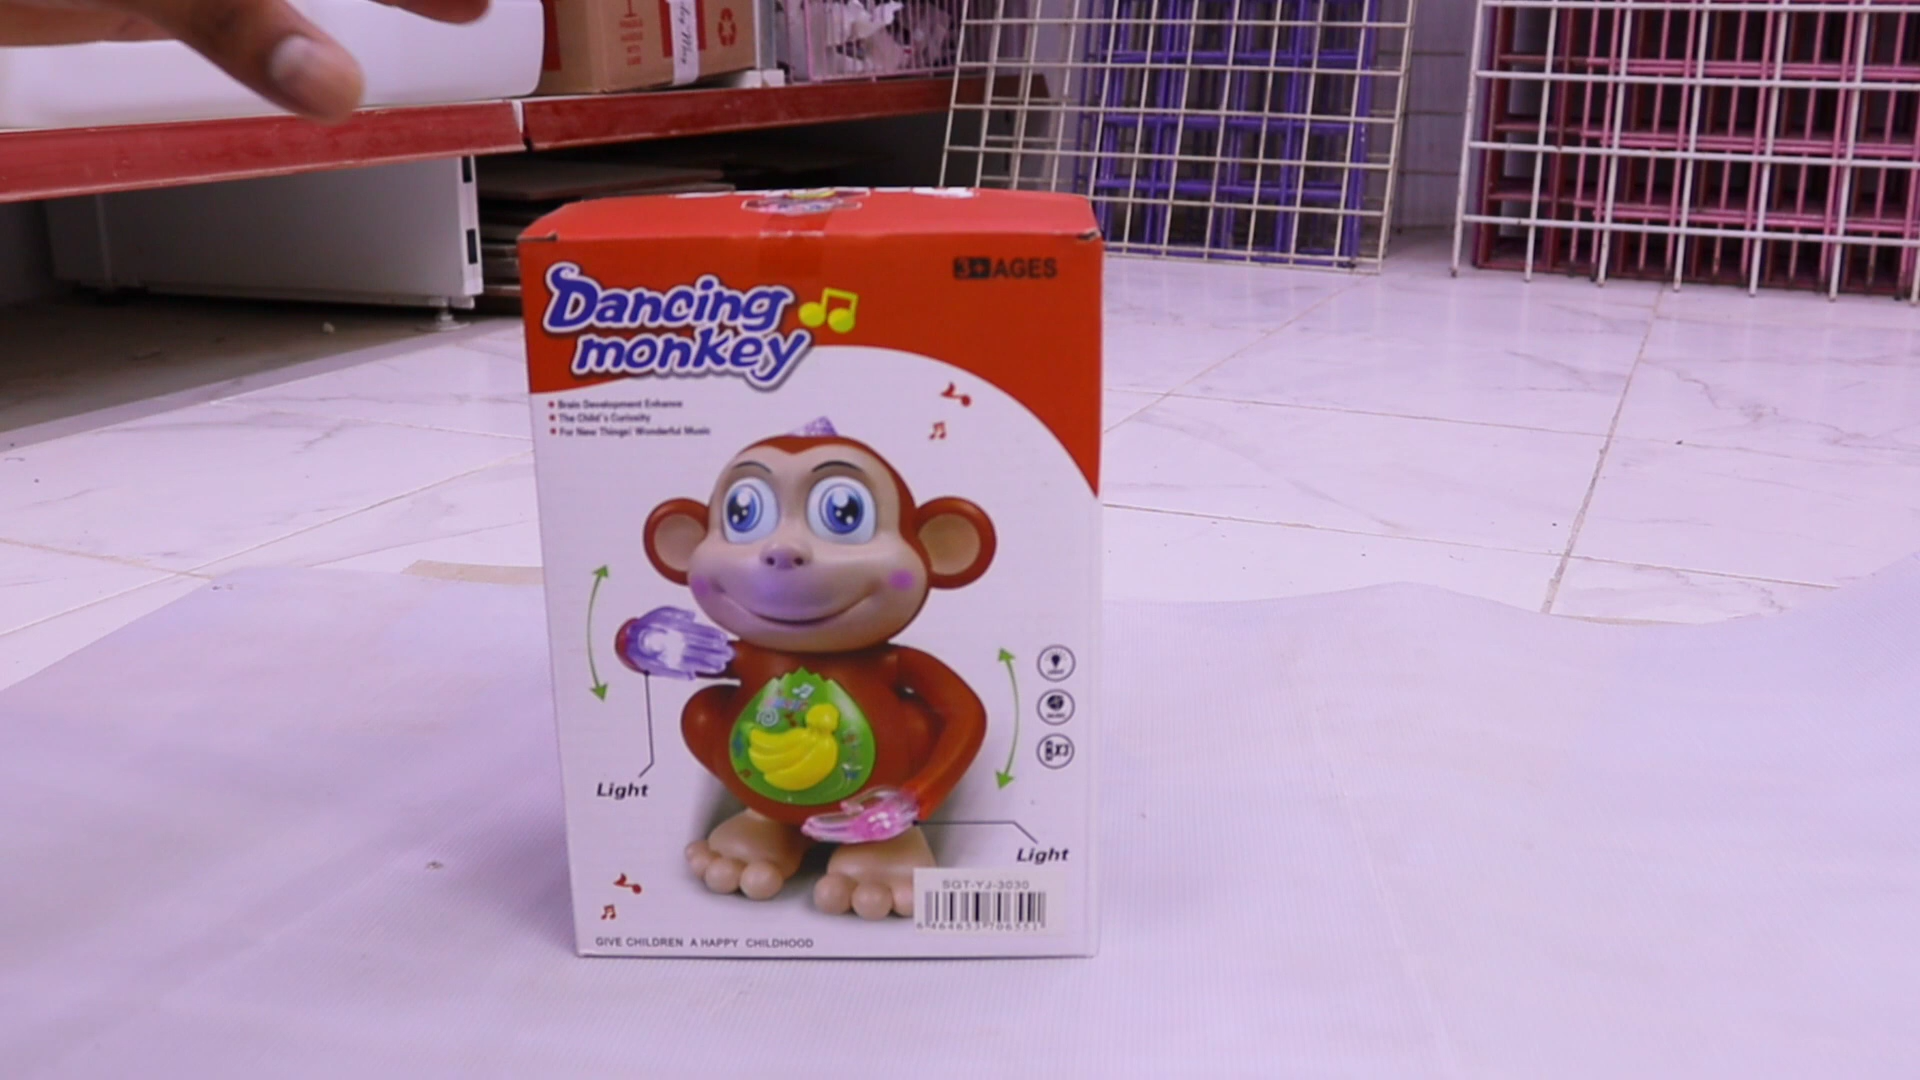 3+ AGES
Dancing
monkey
Brain Development Enhance
The Child's Curiosity
For New Things! Wonderful Music
Light
Light
SGT-YJ-3030
GIVE CHILDREN A HAPPY CHILDHOOD